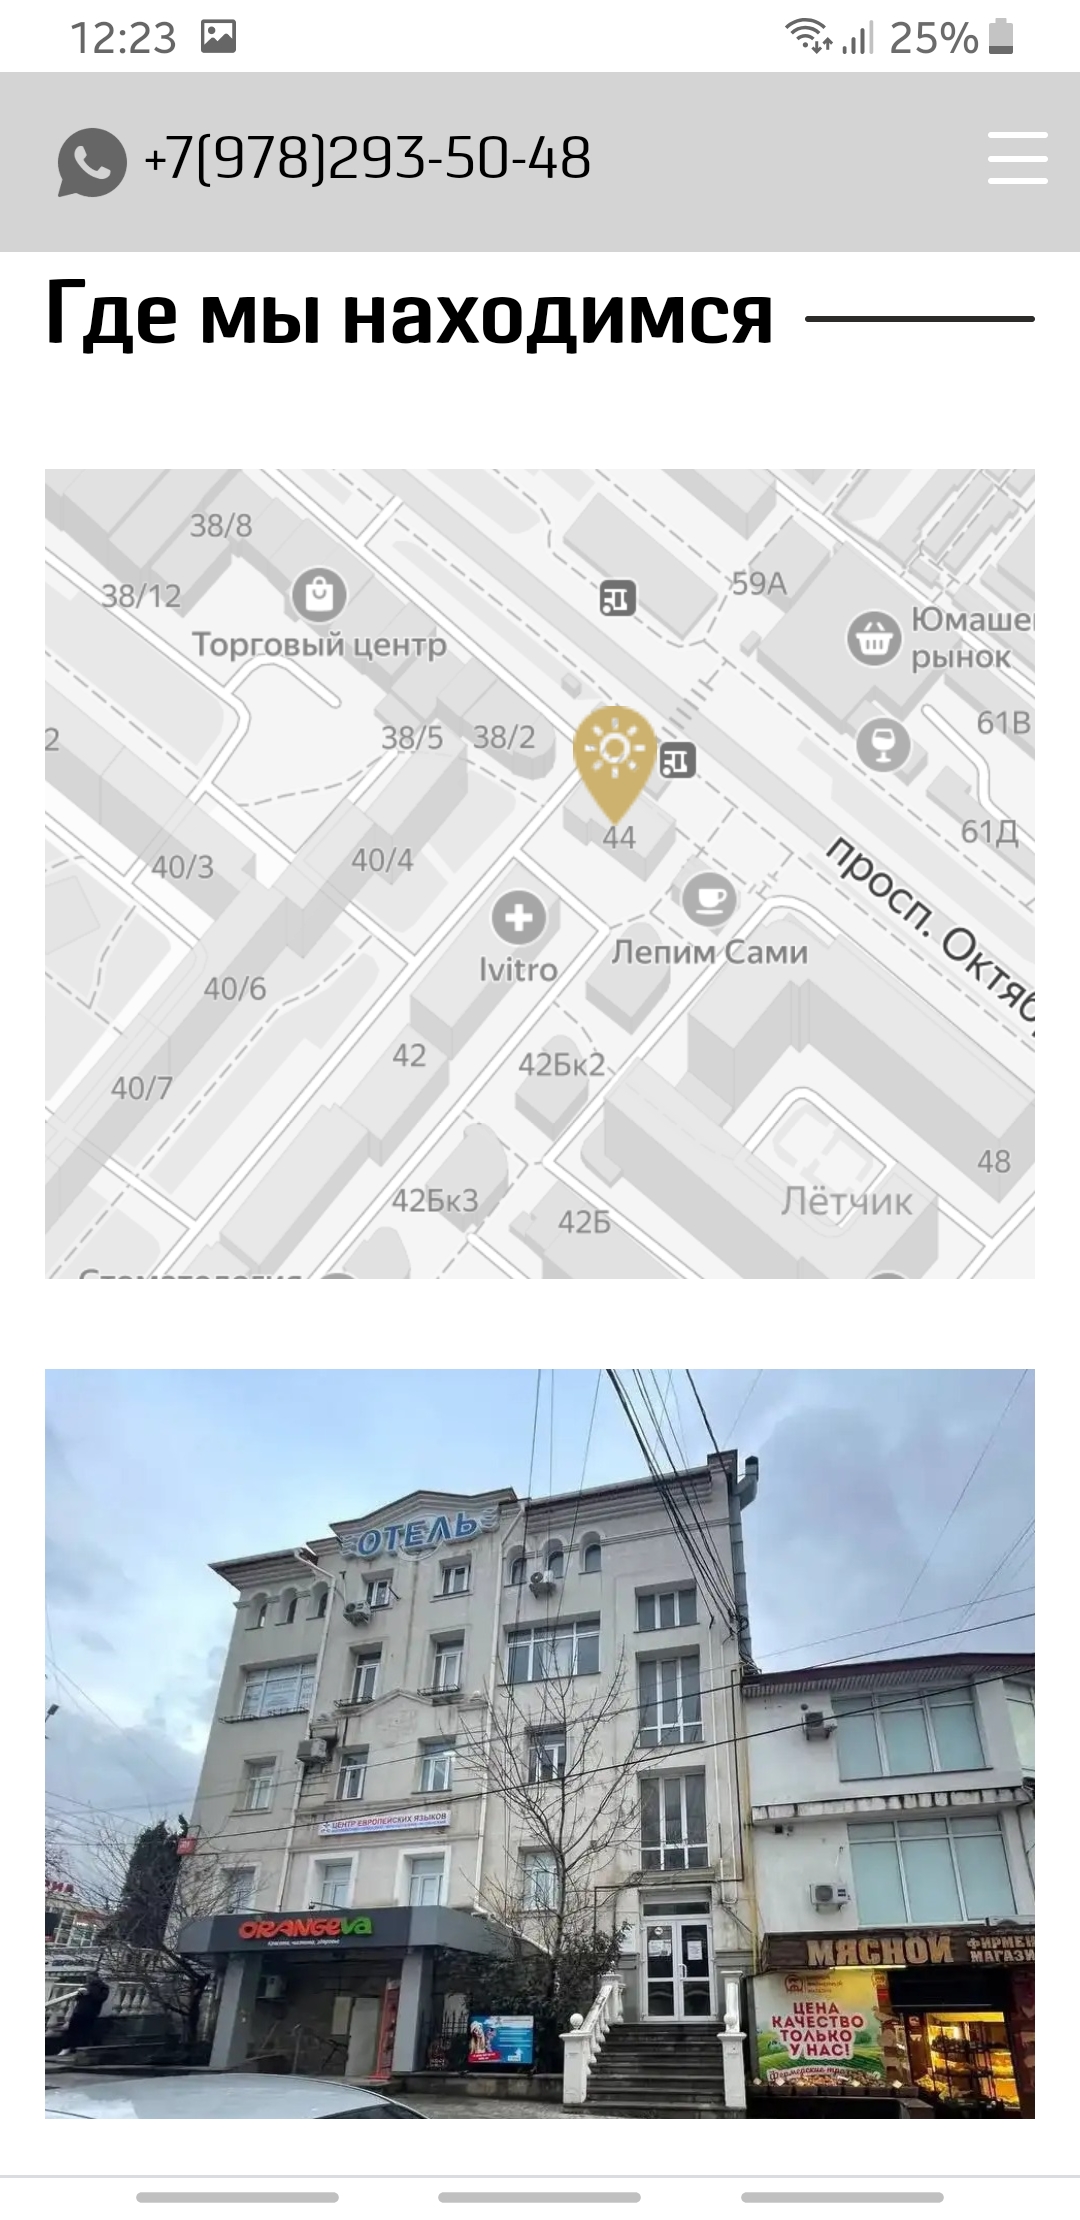 12:23
25%
+7(978)293-50-48
Где мы находимся
38/8
38/12
59А
Торговый центр
Юмаше
рынок
2
38/5
38/2
61В
44
61Д
40/3
40/4
просп. Октяб
Ivitro
Лепим Сами
40/6
42
42Бк2
40/7
48
42Бк3
42Б
Лётчик
Стоматология
ОТЕЛЬ
ЦЕНТР ЕВРОПЕЙСКИХ ЯЗЫКОВ
ORANGEva
МЯСНОЙ
ФИРМЕН
МАГАЗИ
ЦЕНА
КАЧЕСТВО
ТОЛЬКО
У НАС!